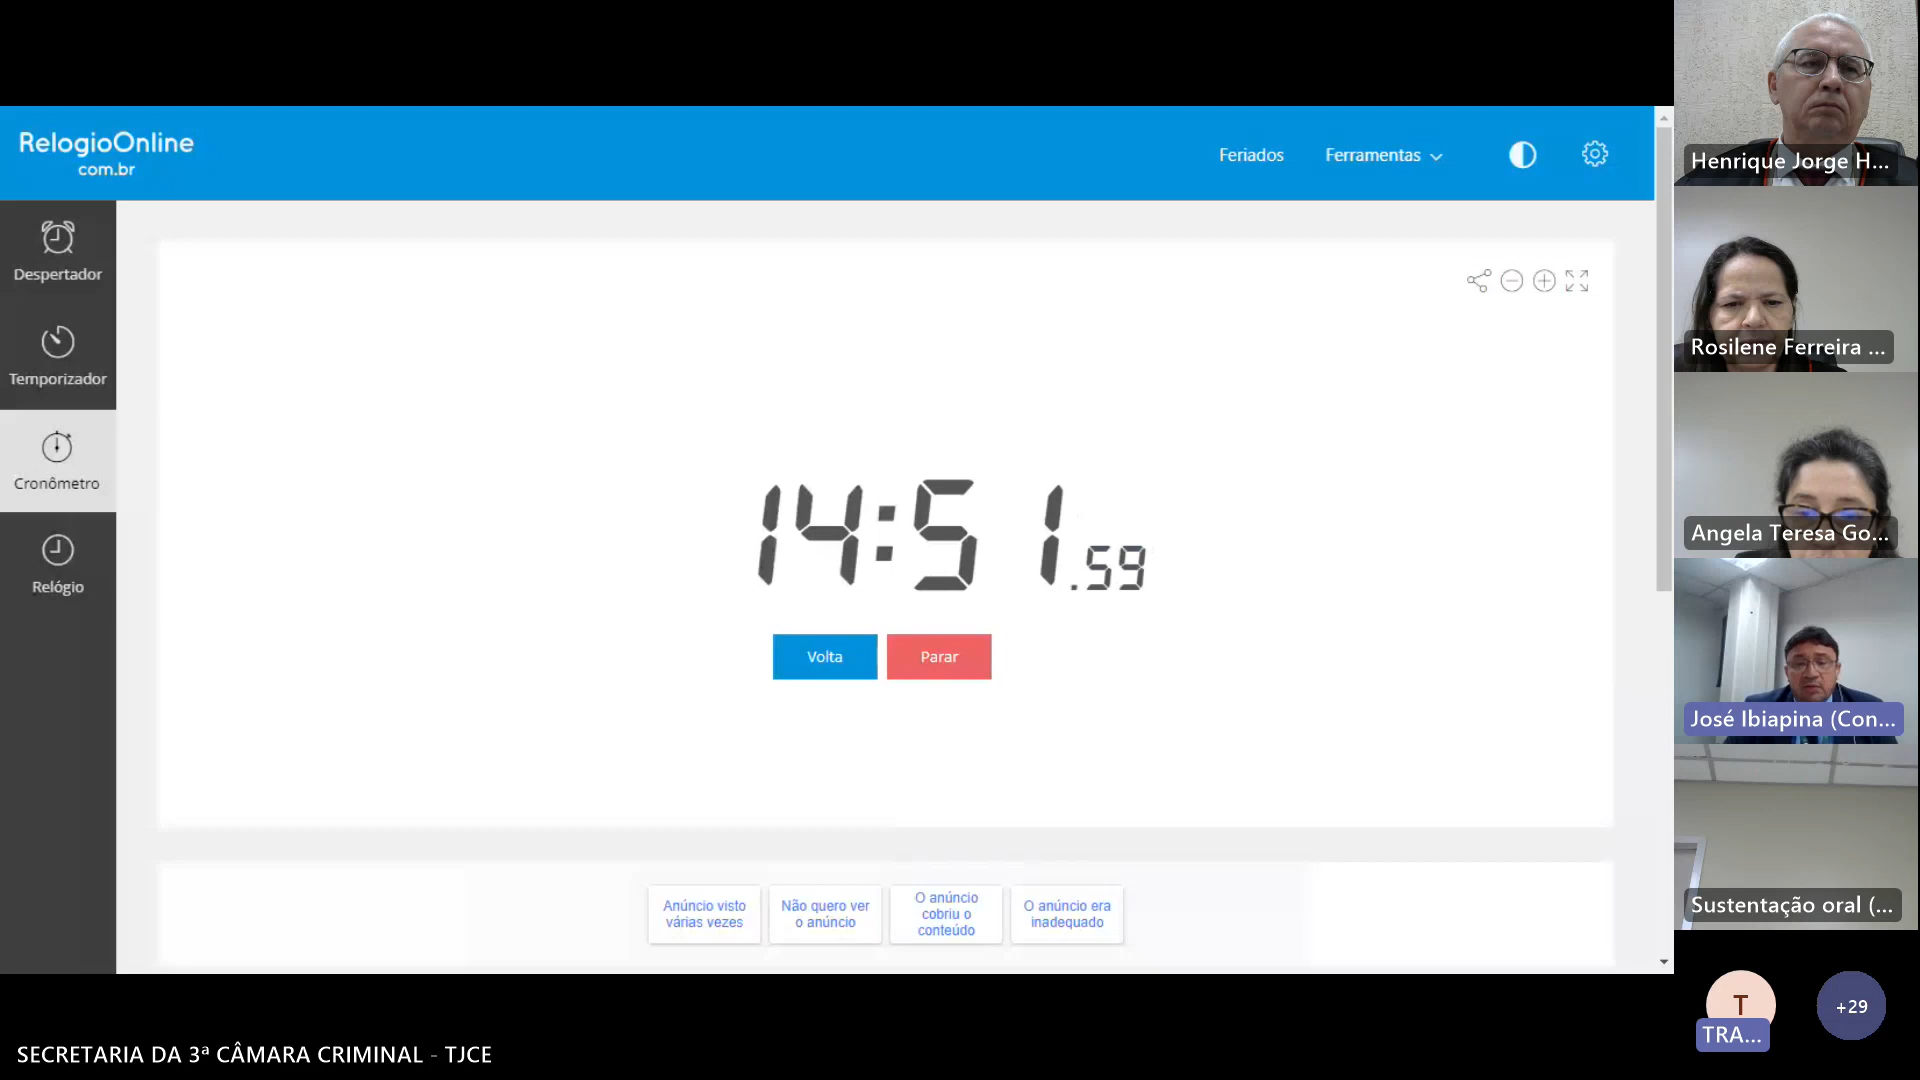 RelogioOnline
com.br
Feriados
Ferramentas
Despertador
Temporizador
Cronômetro
Relógio
14:51.59
Volta
Parar
Anúncio visto
várias vezes
Não quero ver
o anúncio
O anúncio
cobriu o
conteúdo
O anúncio era
inadequado
Henrique Jorge H...
Rosilene Ferreira ...
Angela Teresa Go...
José Ibiapina (Con...
Sustentação oral (...
T
TRA...
+29
SECRETARIA DA 3ª CÂMARA CRIMINAL - TJCE